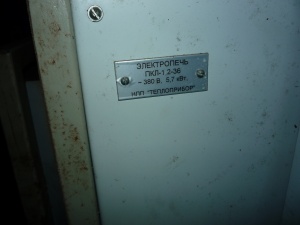 ЭЛЕКТРОПЕЧЬ
ПКЛ-1,2-36
~ 380 В, 5,7 кВт
НПП "ТЕПЛОПРИБОР"